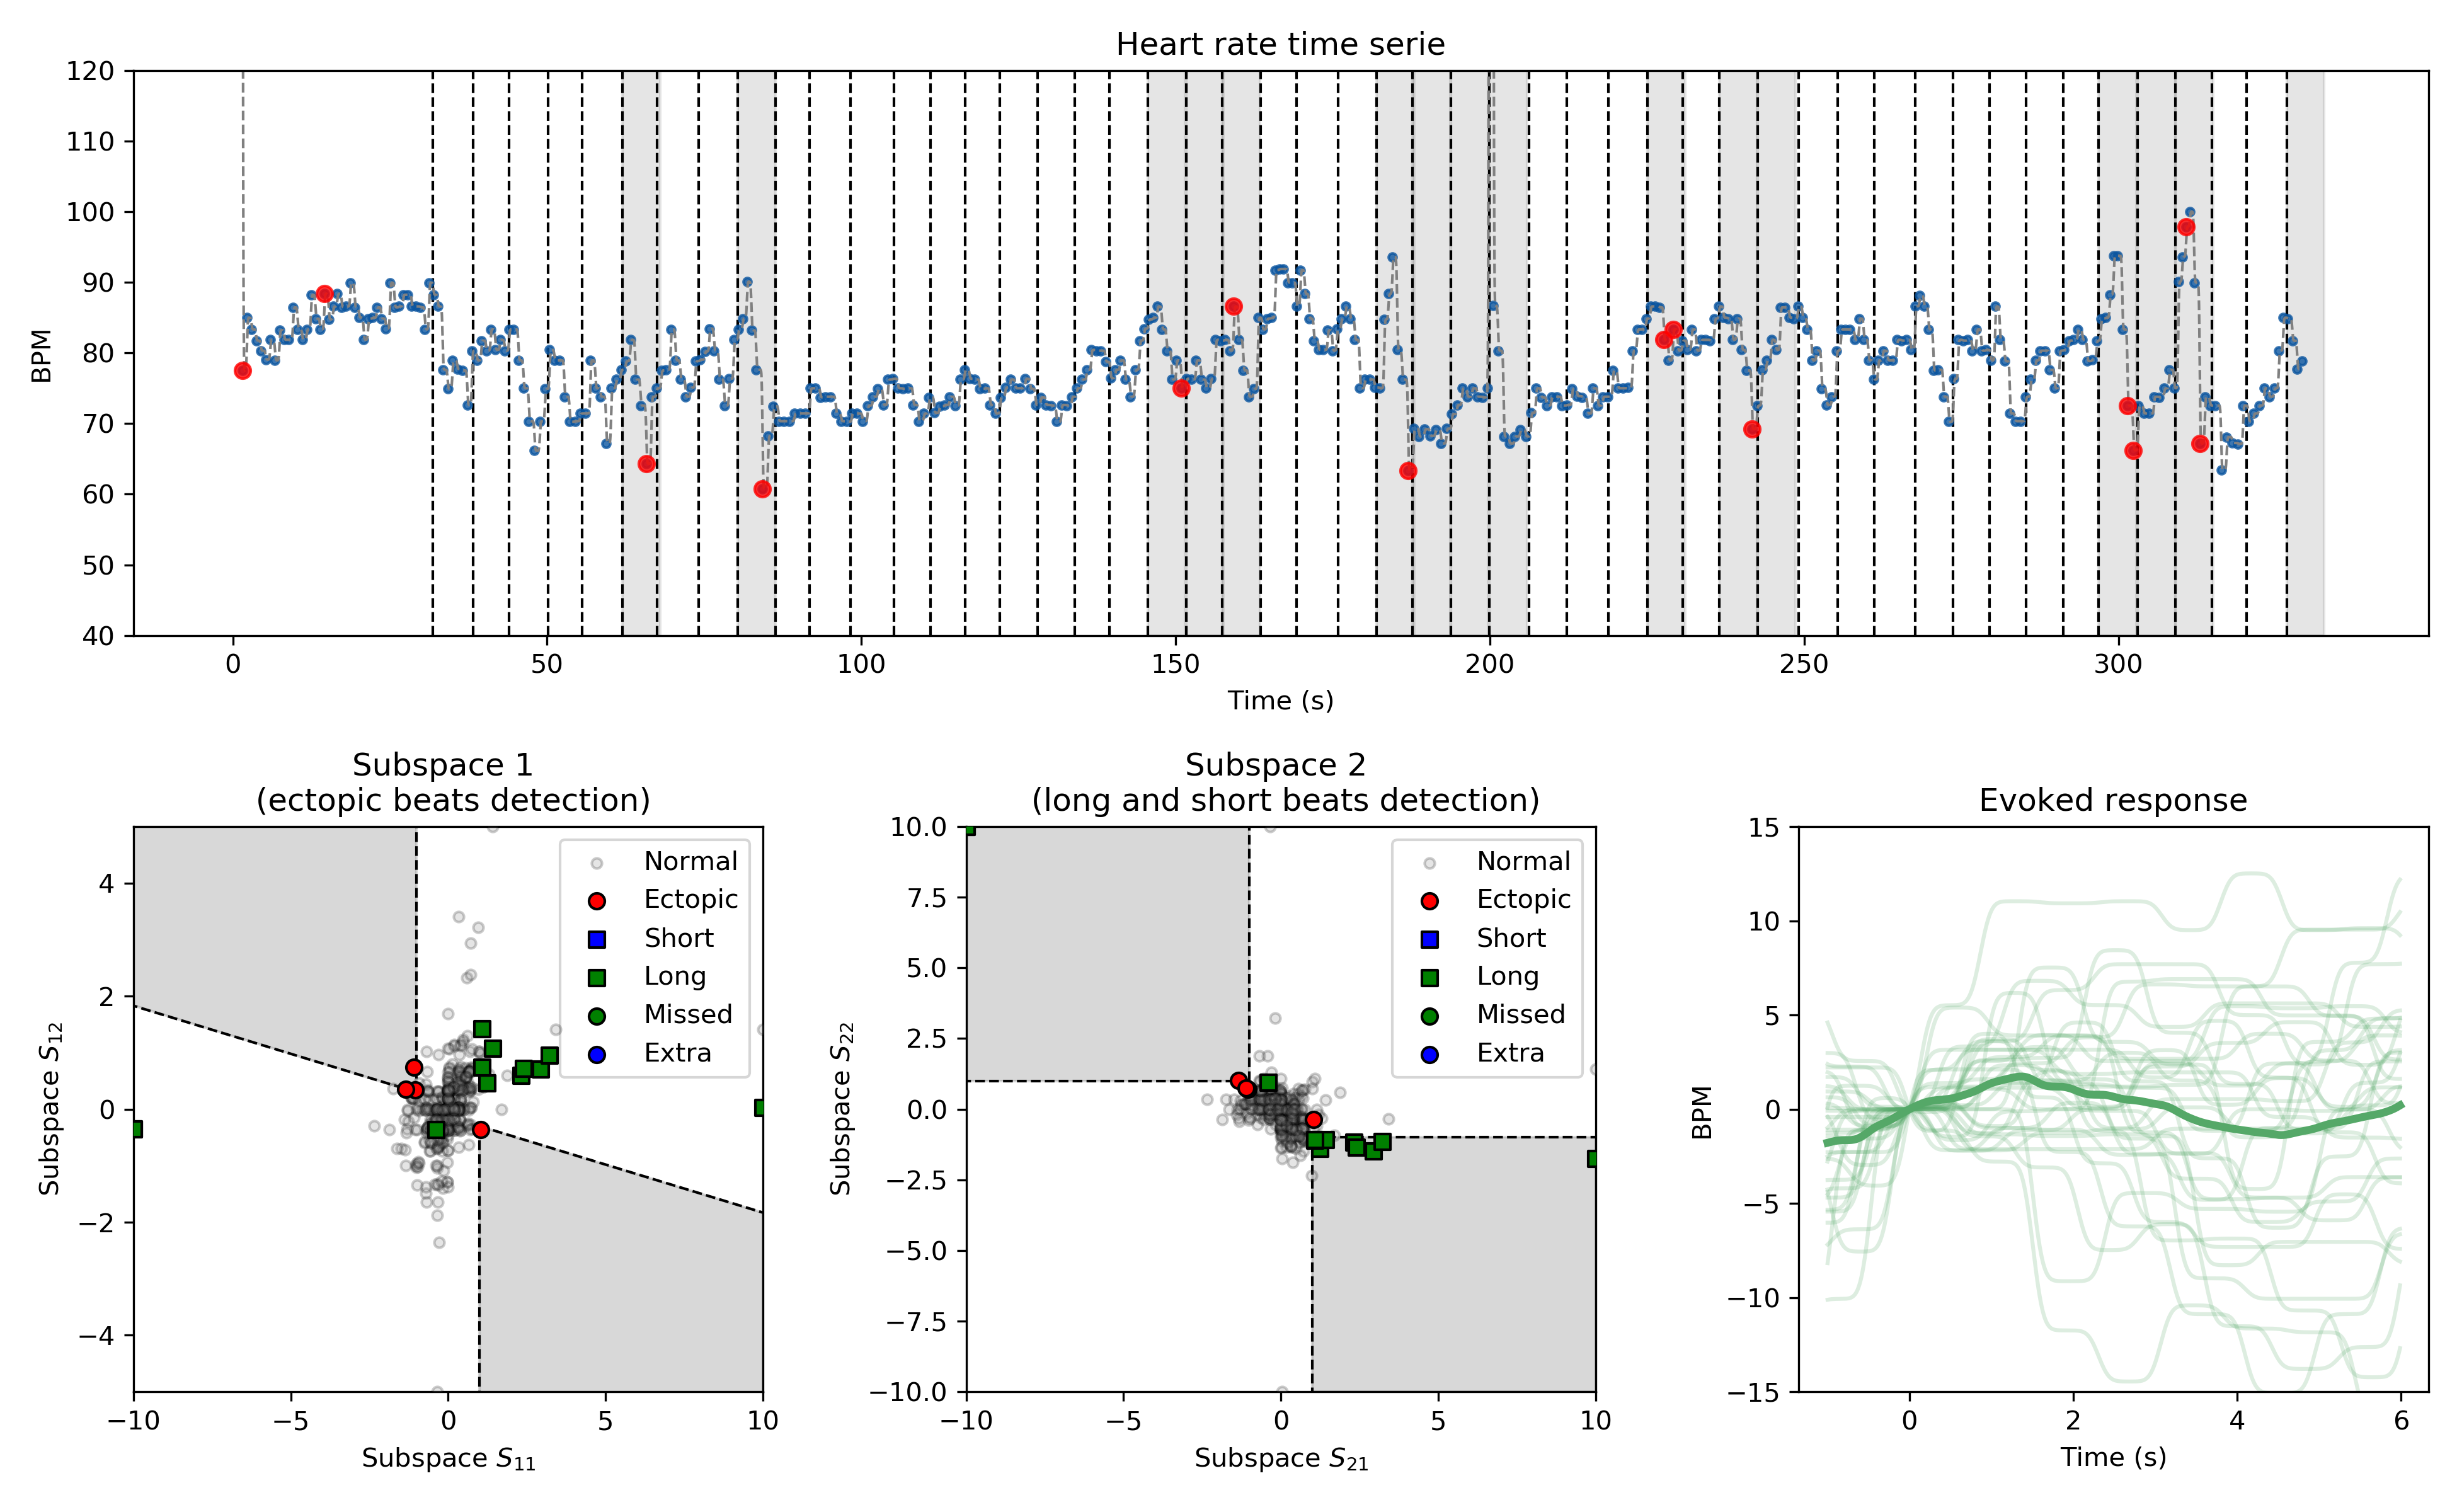 Heart rate time serie
120
110
100
90
80
70
60
50
40
BPM
0 50 100 150 200 250 300
Time (s)
Subspace 1
(ectopic beats detection)
4
2
0
−2
−4
Subspace S12
Normal
Ectopic
Short
Long
Missed
Extra
−10 −5 0 5 10
Subspace S11
Subspace 2
(long and short beats detection)
10.0
7.5
5.0
2.5
0.0
−2.5
−5.0
−7.5
−10.0
Subspace S22
Normal
Ectopic
Short
Long
Missed
Extra
−10 −5 0 5 10
Subspace S21
Evoked response
15
10
5
0
−5
−10
−15
BPM
0 2 4 6
Time (s)